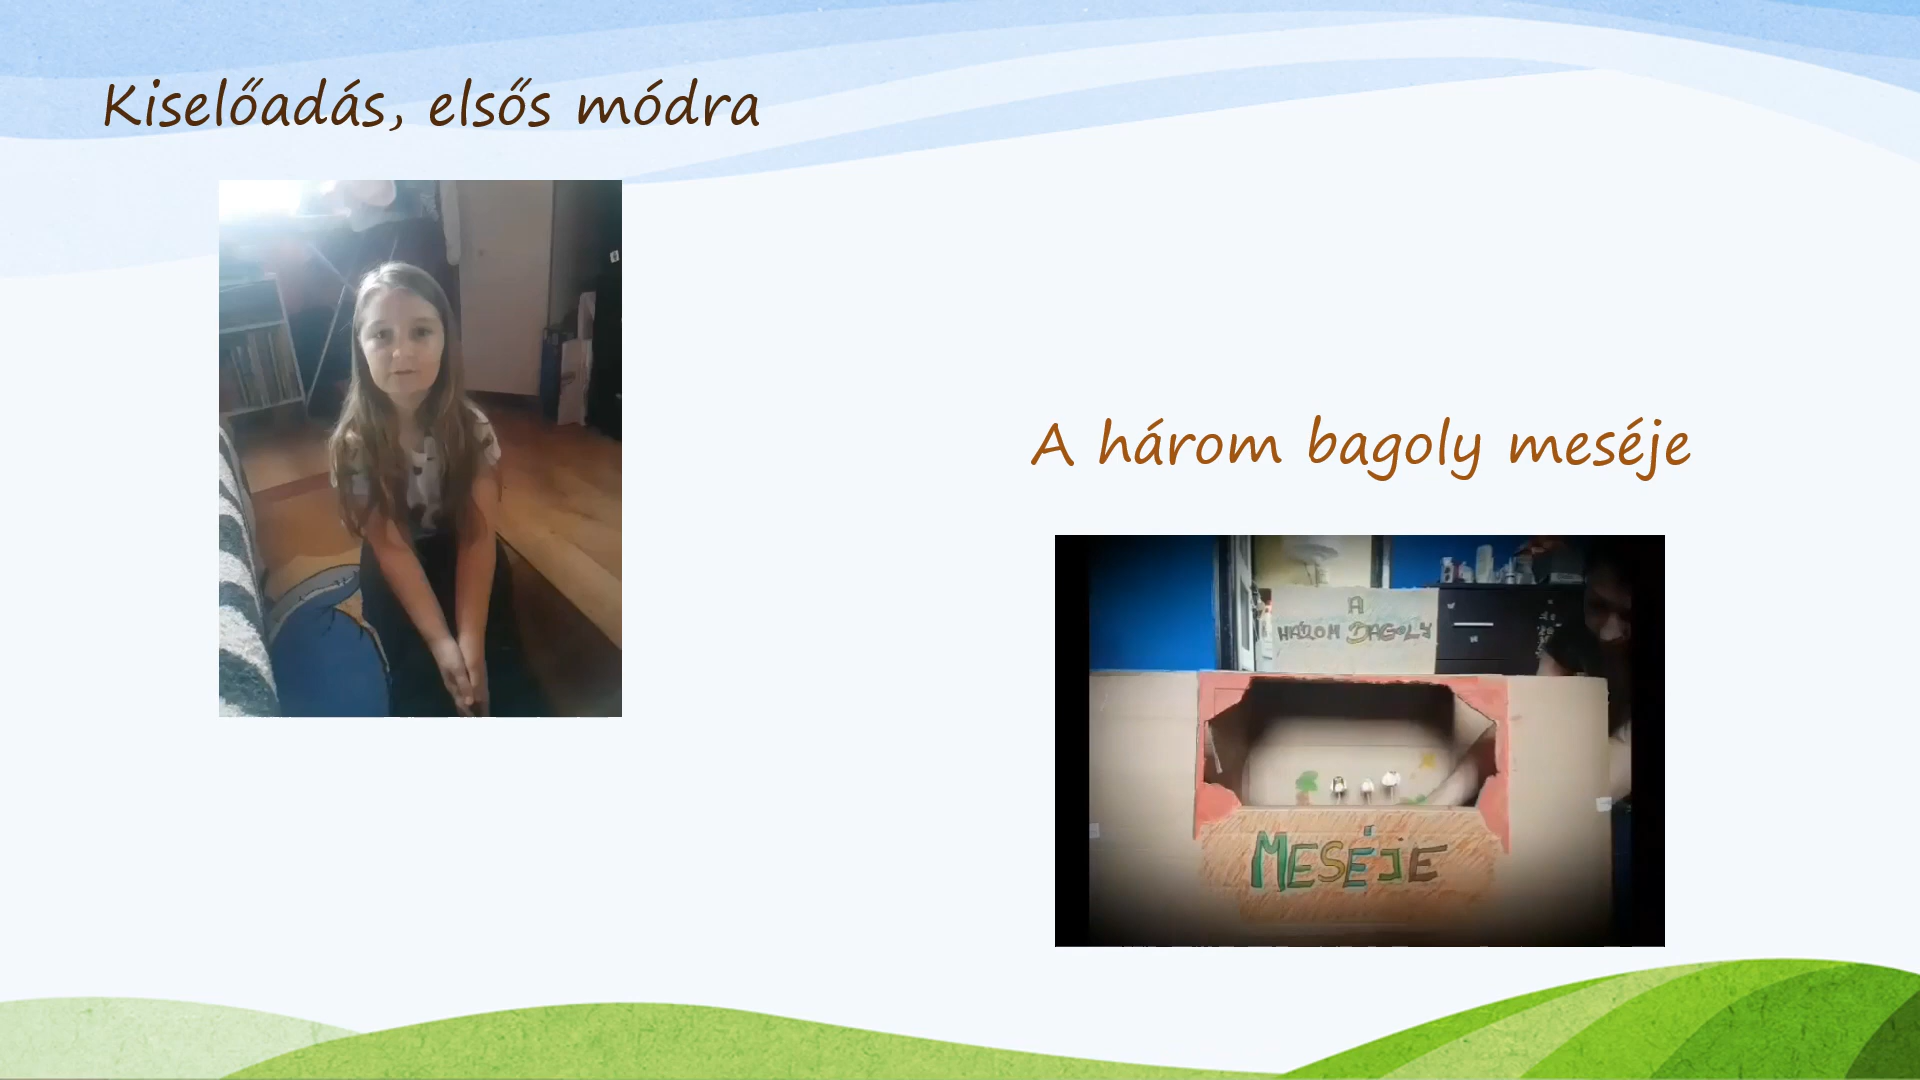 Kiselőadás, elsős módra
A három bagoly meséje
A
HÁROM BAGOLY
MESÉJE